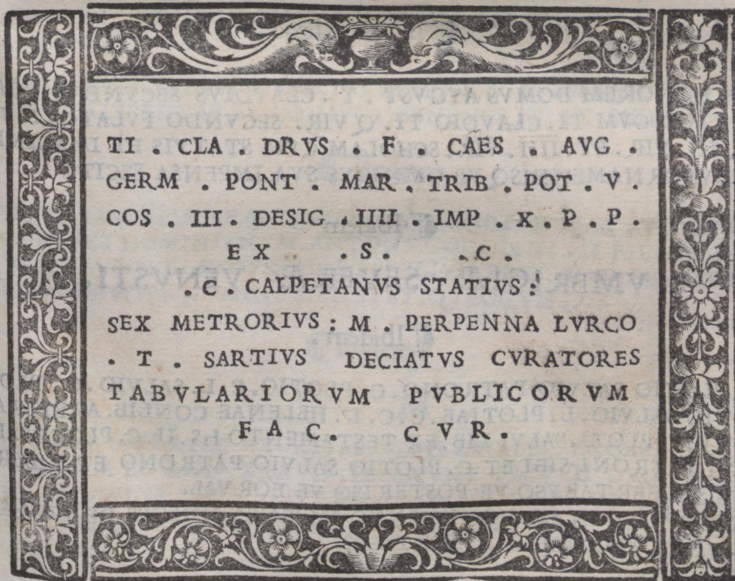 TI CLA . DRVS . F . CAES . AVG .
GERM . PONT . MAR . TRIB . POT . V .
COS . III . DESIG . IIII . IMP . X . P . P .
EX . S . . C .
. C . CALPETANVS STATIVS :
SEX METRORIVS : M . PERPENNA LVRCO
. T . SARTIVS DECIATVS CVRATORES
TABVLARIORVM PVBLICORVM
FAC . CVR .